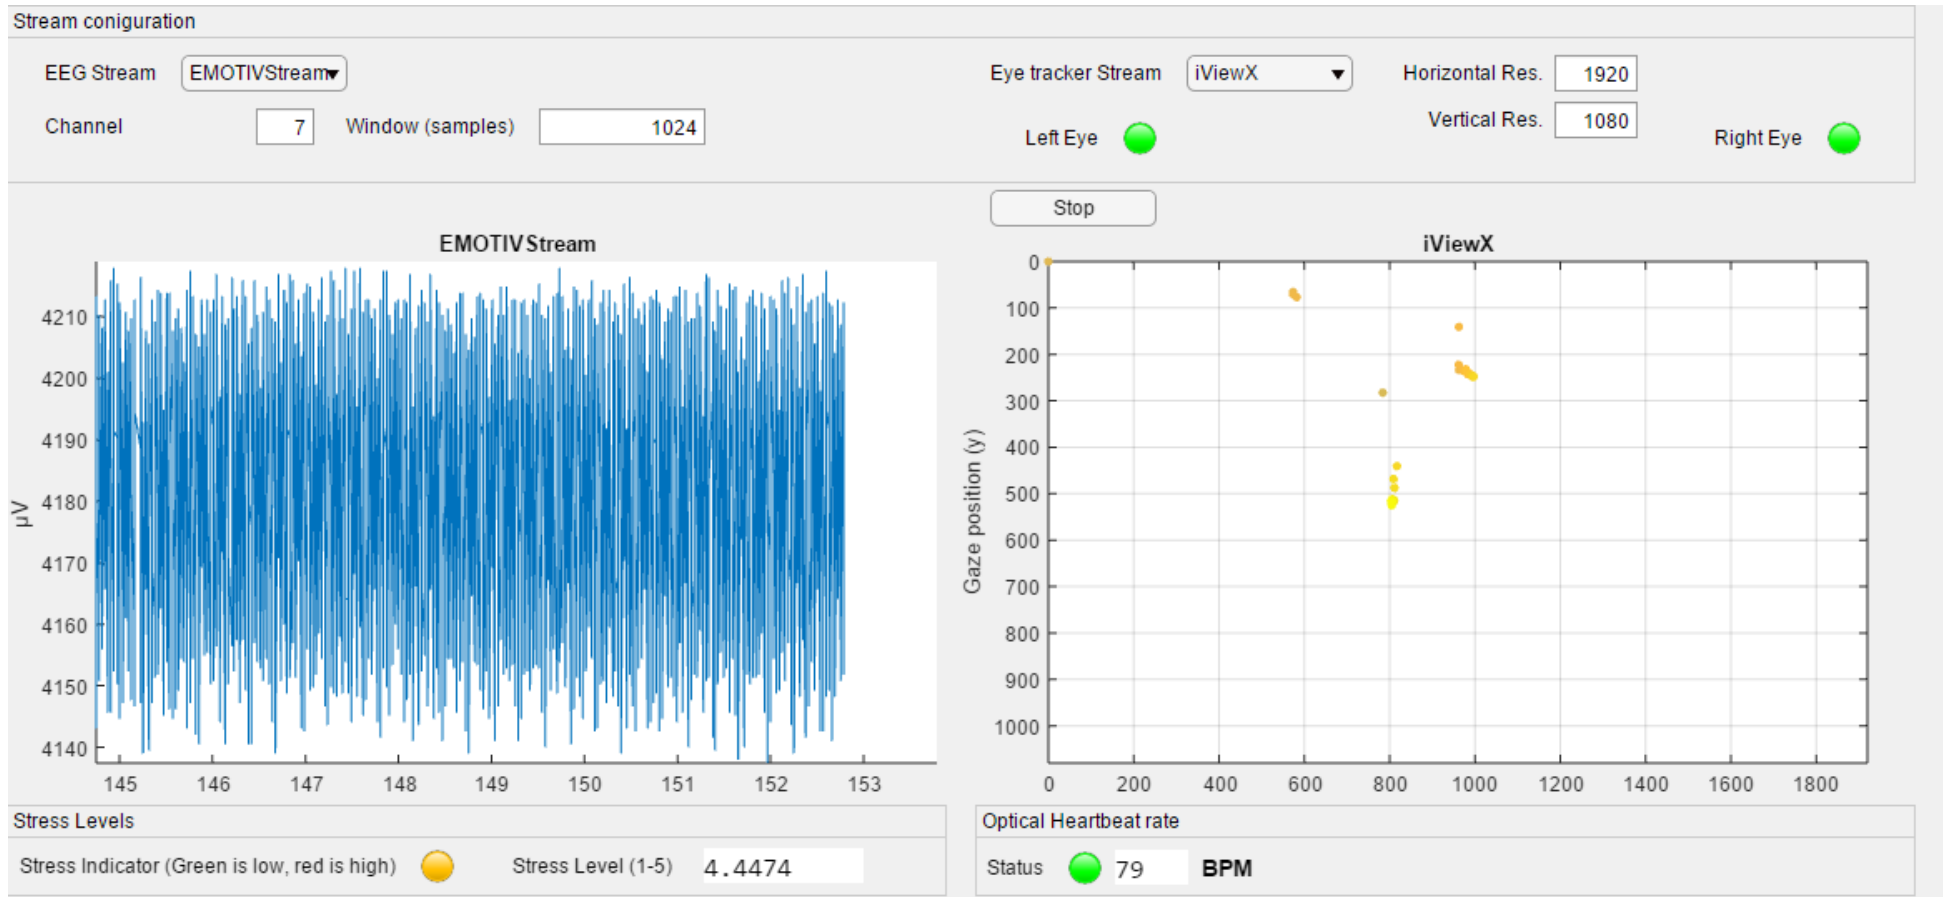 Stream coniguration
EEG Stream EMOTIVStream Eye tracker Stream iViewX Horizontal Res. 1920
Channel 7 Window (samples) 1024 Vertical Res. 1080
Left Eye Right Eye
Stop
EMOTIVStream
4210
4200
4190
4180
4170
4160
4150
4140
µV
145 146 147 148 149 150 151 152 153
iViewX
0
100
200
300
400
500
600
700
800
900
1000
Gaze position (y)
0 200 400 600 800 1000 1200 1400 1600 1800
Stress Levels
Stress Indicator (Green is low, red is high) Stress Level (1-5) 4.4474
Optical Heartbeat rate
Status 79 BPM